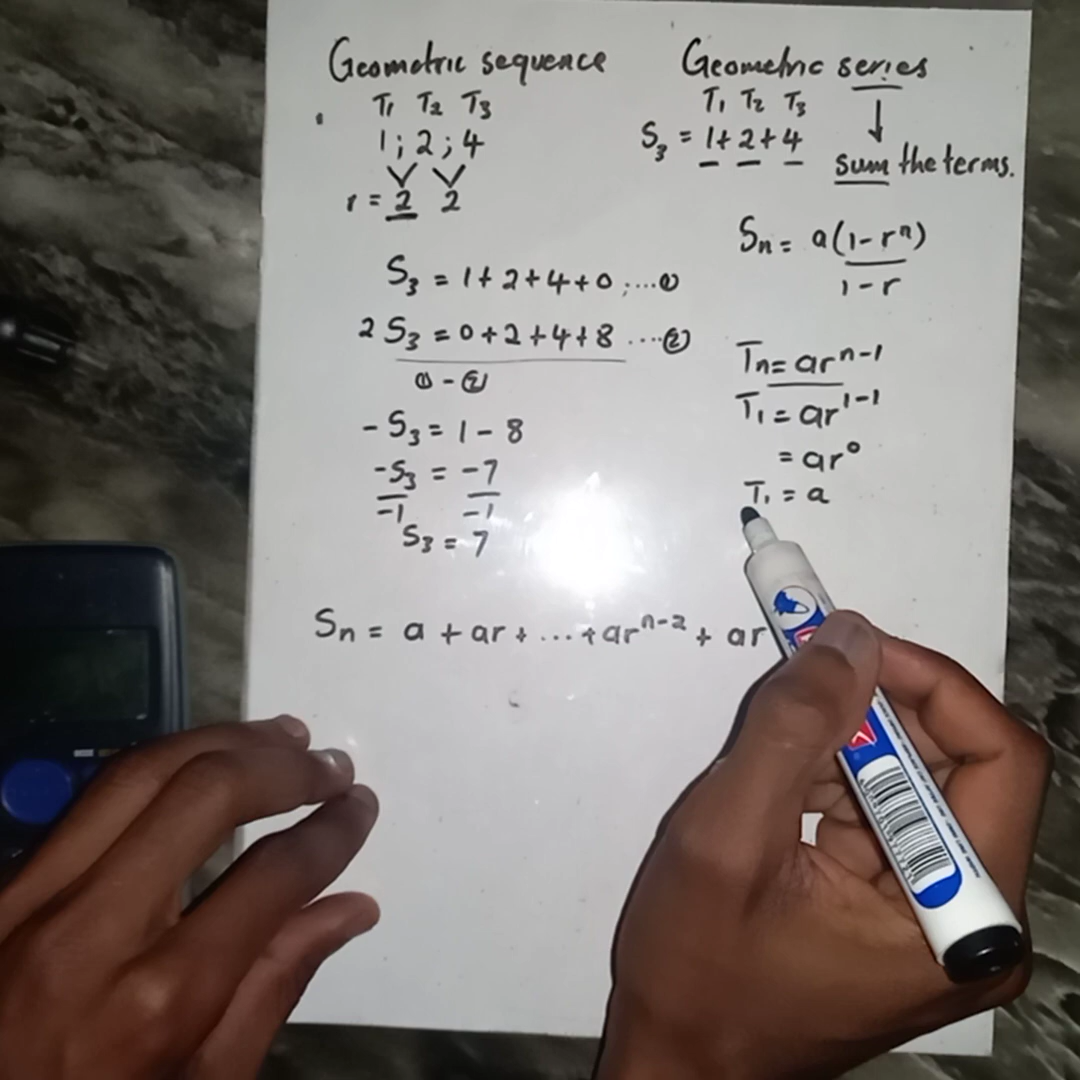 Geometric sequence
T1 T2 T3
1 ; 2 ; 4
r = 2 2
S3 = 1 + 2 + 4 + 0 ; .... ①
2 S3 = 0 + 2 + 4 + 8 .... ②
① - ②
- S3 = 1 - 8
-S3 = -7
-1 -1
S3 = 7
Geometric series
T1 T2 T3
S3 = 1 + 2 + 4
↓
sum the terms.
Sn = a(1 - r^n)
1 - r
Tn = ar^n-1
T1 = ar^1-1
= ar^0
T1 = a
Sn = a + ar + ... + ar^n-2 + ar